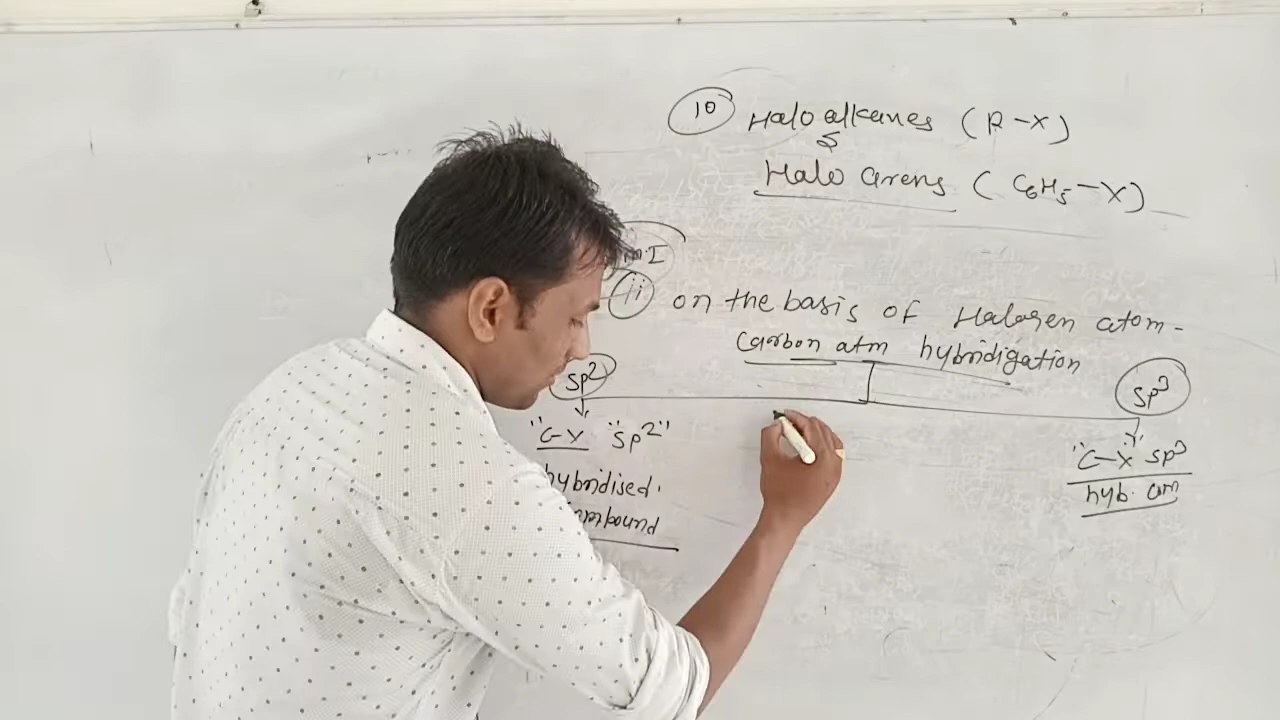 10 Halo alkanes (R-X)
&
Halo arens (C6H5-X)
ii on the basis of Halogen atom-
carbon atm hybridigation
sp2
sp3
"C-X" "sp2"
hybridised
"C-X" sp3
hyb. com